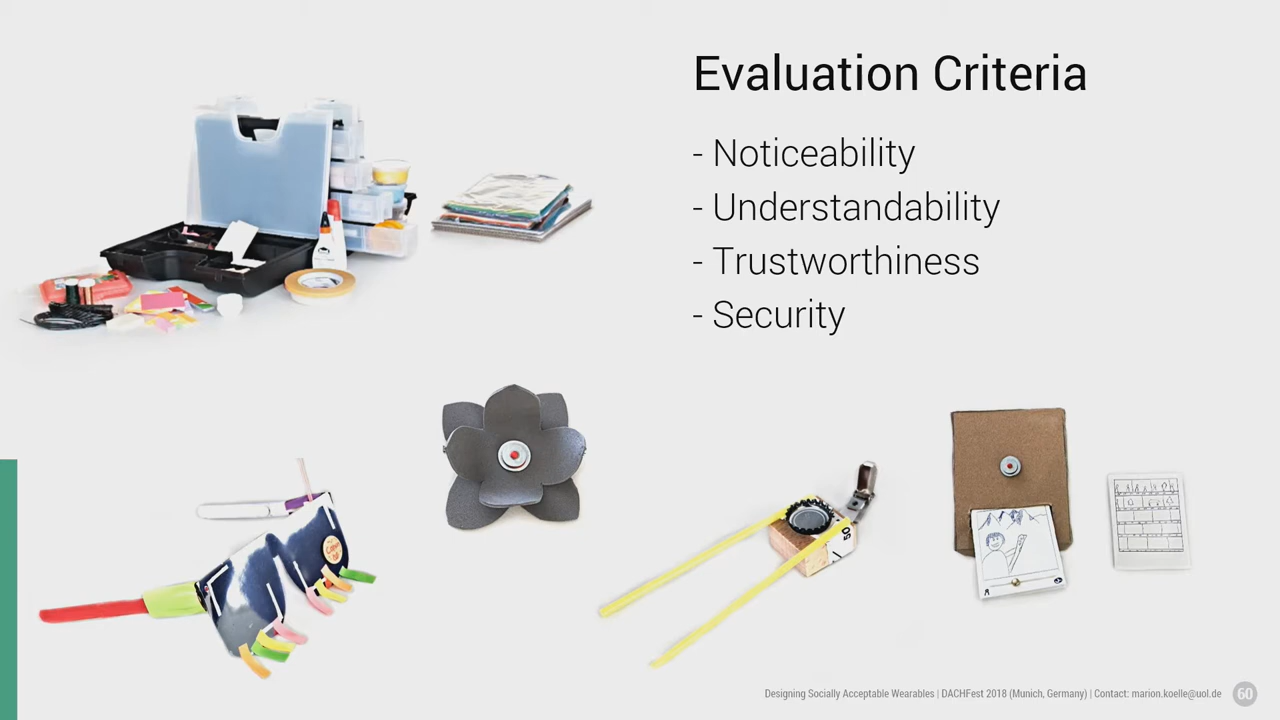 Evaluation Criteria
- Noticeability
- Understandability
- Trustworthiness
- Security
50
Designing Socially Acceptable Wearables | DACHFest 2018 (Munich, Germany) | Contact: marion.koelle@uol.de
60